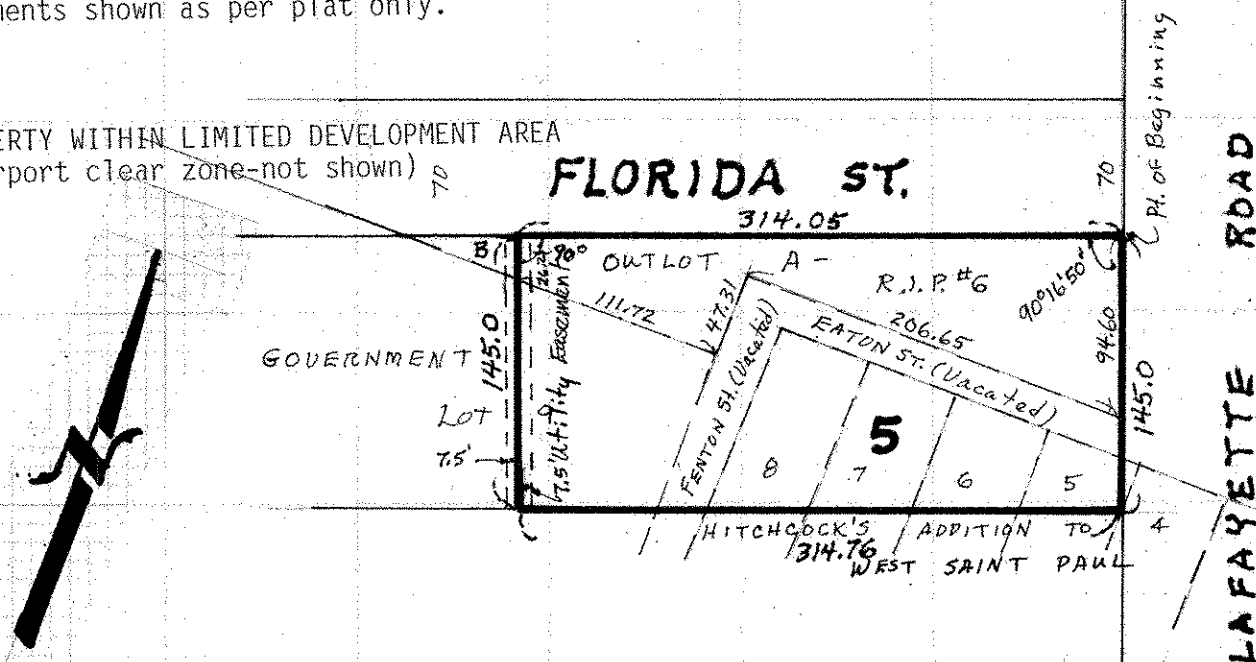 ments shown as per plat only.
ERTY WITHIN LIMITED DEVELOPMENT AREA
rport clear zone-not shown)
70
FLORIDA ST.
70
Pt. of Beginning
314.05
B
90°
OUTLOT A -
R.I.P. #6
90°16'50"
111.72
47.31
206.65
94.60
145.0
EATON ST. (Vacated)
FENTON St. (Vacated)
GOVERNMENT
LOT
7.5'
7.5' Utility Easement
145.0
5
8
7
6
5
4
HITCHCOCK'S ADDITION TO
314.76
WEST SAINT PAUL
LAFAYETTE ROAD